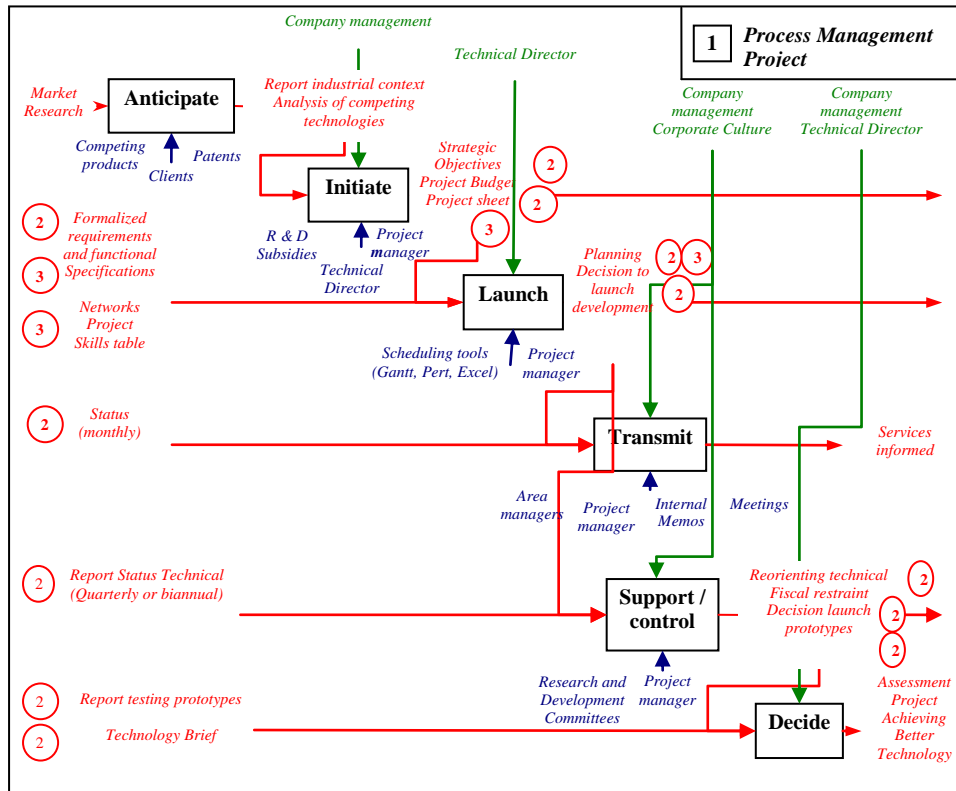 Company management
1
Process Management
Project
Technical Director
Market
Research
Anticipate
Report industrial context
Analysis of competing
technologies
Company
management
Corporate Culture
Company
management
Technical Director
Competing
products
Patents
Clients
Initiate
Strategic
Objectives
Project Budget
Project sheet
2
2
3
2
Formalized
requirements
and functional
Specifications
3
R & D
Subsidies
Project
manager
Technical
Director
Launch
Planning
Decision to
launch
development
2
3
2
Networks
Project
Skills table
3
Scheduling tools
(Gantt, Pert, Excel)
Project
manager
2
Status
(monthly)
Transmit
Services
informed
Area
managers
Project
manager
Internal
Memos
Meetings
2
Report Status Technical
(Quarterly or biannual)
Support /
control
Reorienting technical
Fiscal restraint
Decision launch
prototypes
2
2
2
Research and
Development
Committees
Project
manager
2
Report testing prototypes
2
Technology Brief
Decide
Assessment
Project
Achieving
Better
Technology